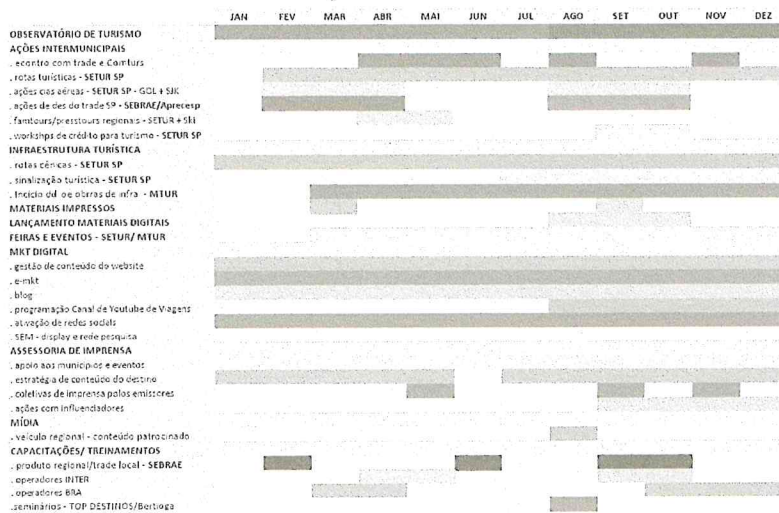 JAN FEV MAR ABR MAI JUN JUL AGO SET OUT NOV DEZ
OBSERVATÓRIO DE TURISMO
AÇÕES INTERMUNICIPAIS
. econtro com trade e Comturs
. rotas turísticas - SETUR SP
. ações cias aéreas - SETUR SP - GOL + SJK
. ações de des do trade SP - SEBRAE/Aprecesp
. famtours/presstours regionais - SETUR + Ski
. workshps de crédito para turismo - SETUR SP
INFRAESTRUTURA TURÍSTICA
. rotas cênicas - SETUR SP
. sinalização turística - SETUR SP
. Início dd oe obrras de infra - MTUR
MATERIAIS IMPRESSOS
LANÇAMENTO MATERIAIS DIGITAIS
FEIRAS E EVENTOS - SETUR/ MTUR
MKT DIGITAL
. gestão de conteúdo do website
. e-mkt
. blog
. programação Canal de Youtube de Viagens
. ativação de redes sociais
. SEM - display e rede pesquisa
ASSESSORIA DE IMPRENSA
. apoio aos municípios e eventos
. estratégia de conteúdo do destino
. coletivas de imprensa polos emissores
. ações com influenciadores
MÍDIA
. veículo regional - conteúdo patrocinado
CAPACITAÇÕES/ TREINAMENTOS
. produto regional/trade local - SEBRAE
. operadores INTER
. operadores BRA
.seminários - TOP DESTINOS/Bertioga